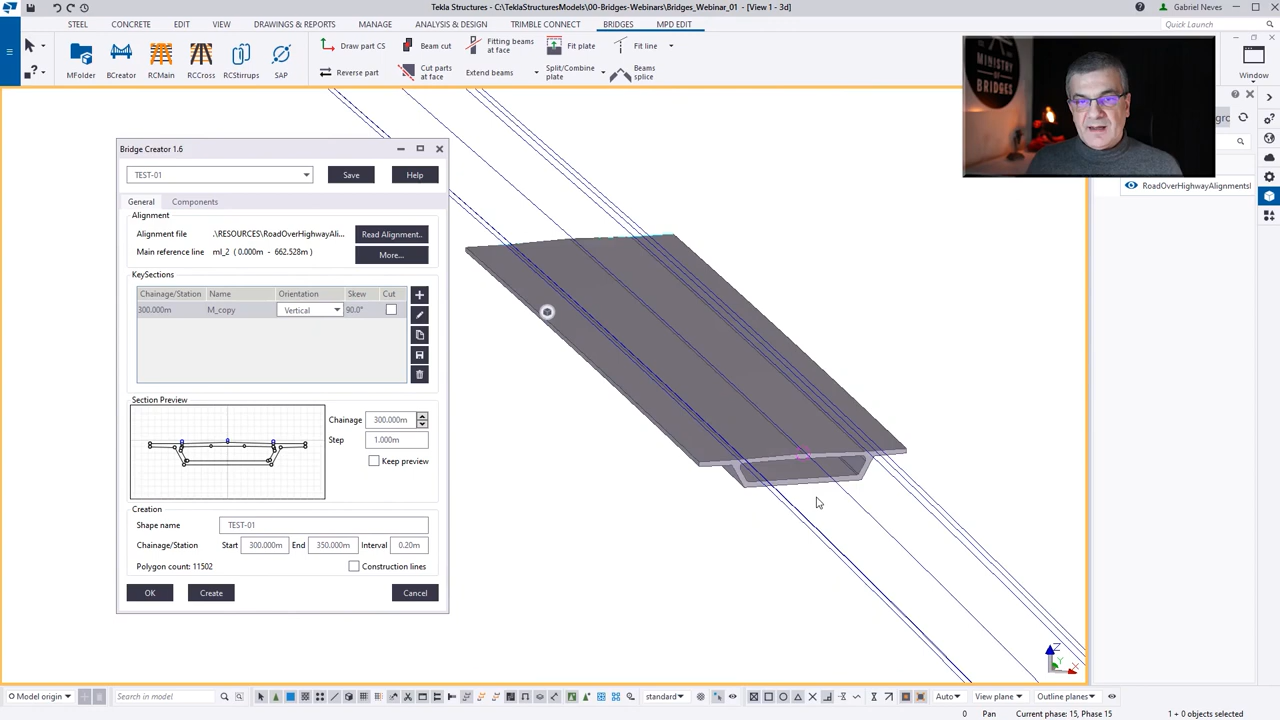 Tekla Structures - C:\TeklaStructuresModels\00-Bridges-Webinars\Bridges_Webinar_01 - [View 1 - 3d]
Gabriel Neves
STEEL CONCRETE EDIT VIEW DRAWINGS & REPORTS MANAGE ANALYSIS & DESIGN TRIMBLE CONNECT BRIDGES MPD EDIT
Quick Launch
Draw part CS Beam cut Fitting beams at face Fit plate Fit line
MFolder BCreator RCMain RCCross RCStirrups SAP
Reverse part Cut parts at face Extend beams Split/Combine plate Beams splice
Window
MINISTRY OF BRIDGES
RoadOverHighwayAlignmentsI
Bridge Creator 1.6
TEST-01 Save Help
General Components
Alignment
Alignment file .\RESOURCES\RoadOverHighwayAli... Read Alignment..
Main reference line ml_2 ( 0.000m - 662.528m) More...
KeySections
Chainage/Station Name Orientation Skew Cut
300.000m M_copy Vertical 90.0°
Section Preview
Chainage 300.000m
Step 1.000m
Keep preview
Creation
Shape name TEST-01
Chainage/Station Start 300.000m End 350.000m Interval 0.20m
Polygon count: 11502 Construction lines
OK Create Cancel
Z
Y
X
Model origin Search in model standard Auto View plane Outline planes
0 Pan Current phase: 15, Phase 15 1 + 0 objects selected